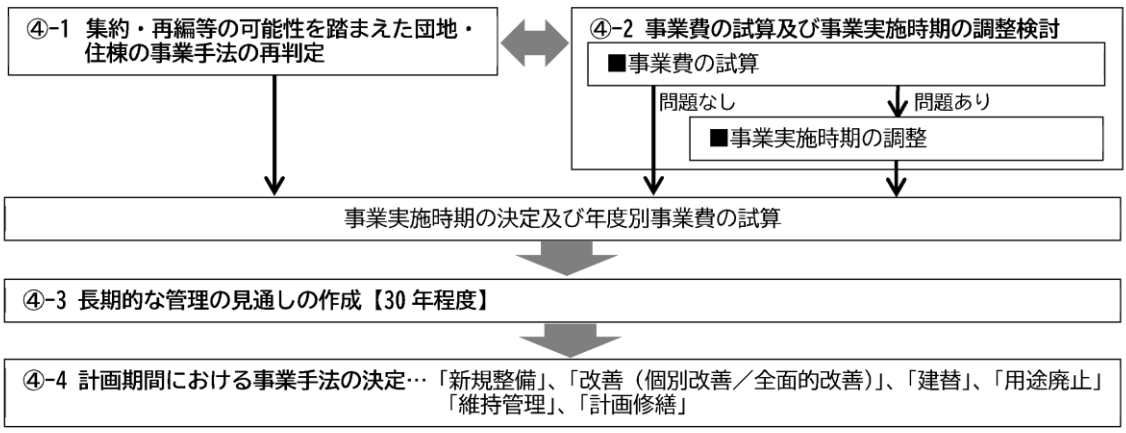 ④-1 集約・再編等の可能性を踏まえた団地・
住棟の事業手法の再判定
④-2 事業費の試算及び事業実施時期の調整検討
■事業費の試算
問題なし
問題あり
■事業実施時期の調整
事業実施時期の決定及び年度別事業費の試算
④-3 長期的な管理の見通しの作成【30 年程度】
④-4 計画期間における事業手法の決定…「新規整備」、「改善（個別改善／全面的改善）」、「建替」、「用途廃止」
「維持管理」、「計画修繕」